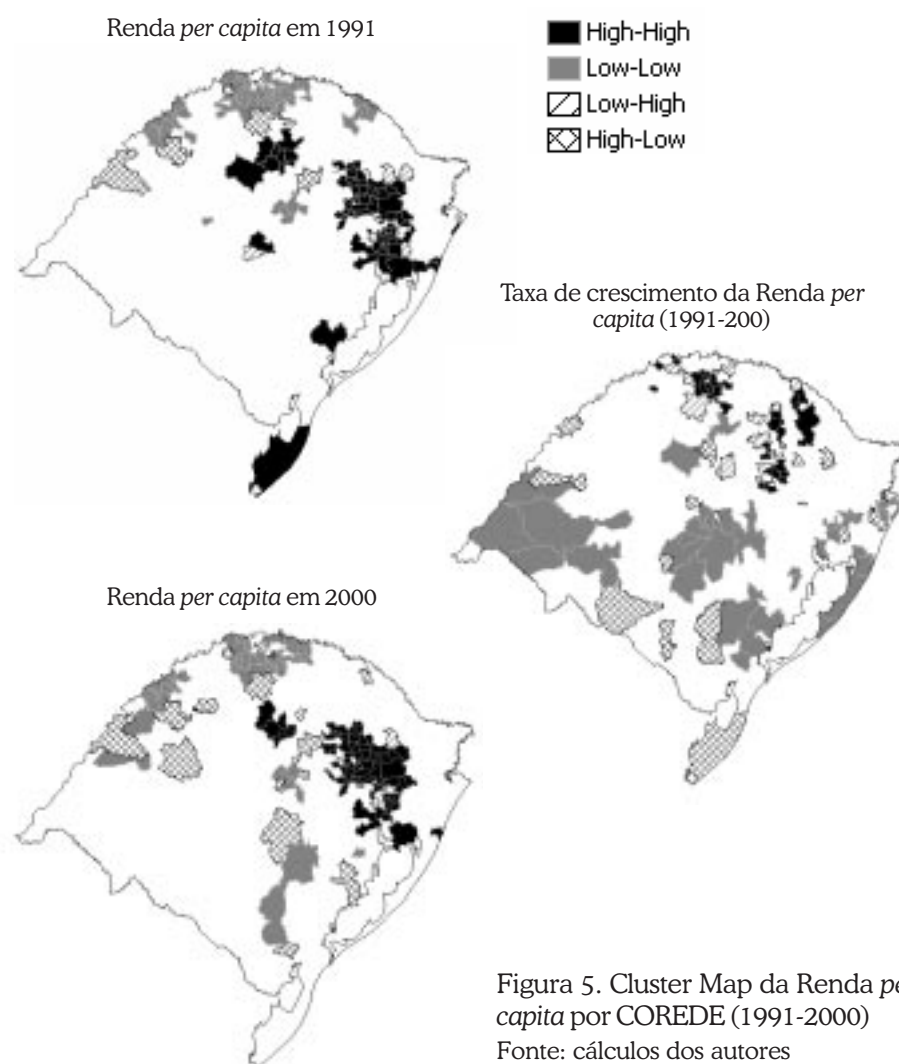 Renda per capita em 1991
High-High
Low-Low
Low-High
High-Low
Taxa de crescimento da Renda per
capita (1991-200)
Renda per capita em 2000
Figura 5. Cluster Map da Renda pe
capita por COREDE (1991-2000)
Fonte: cálculos dos autores